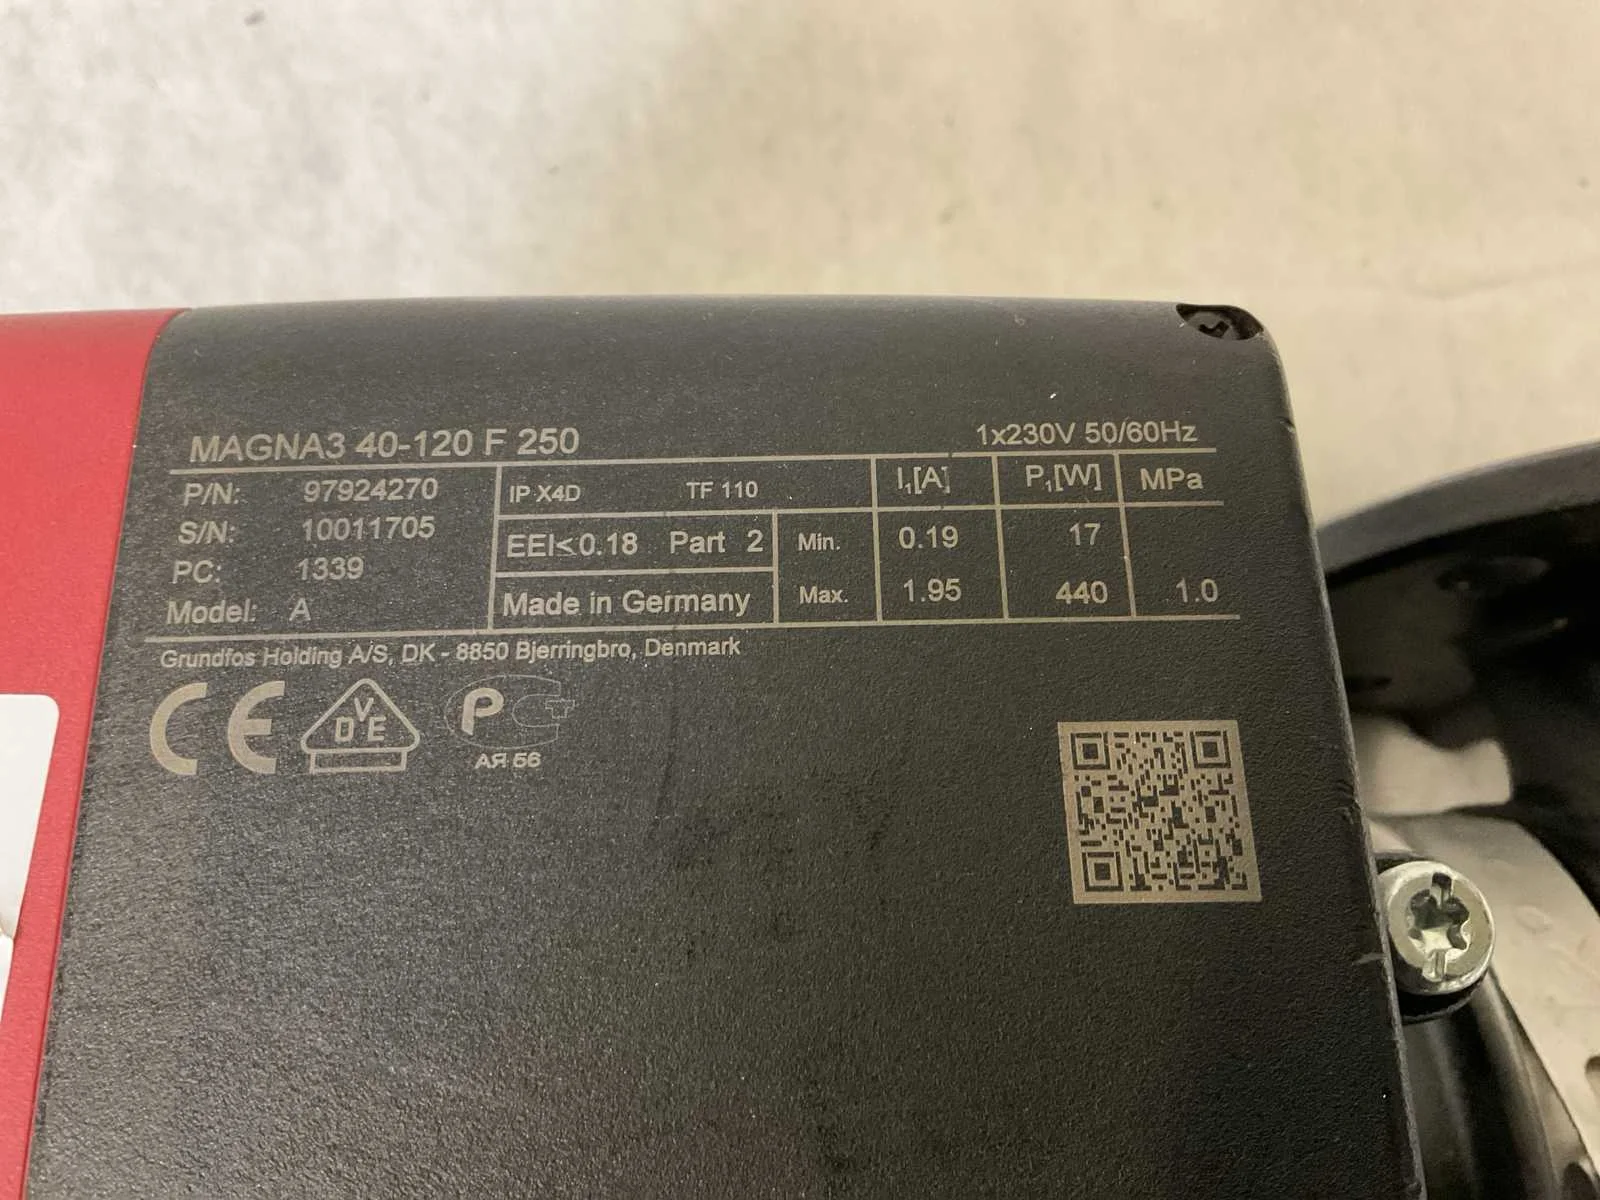 MAGNA3 40-120 F 250 1x230V 50/60Hz
P/N: 97924270 IP X4D TF 110 I₁[A] P₁[W] MPa
S/N: 10011705 EEI<0.18 Part 2 Min. 0.19 17
PC: 1339
Model: A Made in Germany Max. 1.95 440 1.0
Grundfos Holding A/S, DK - 8850 Bjerringbro, Denmark
CE VDE PCT
АЯ 56